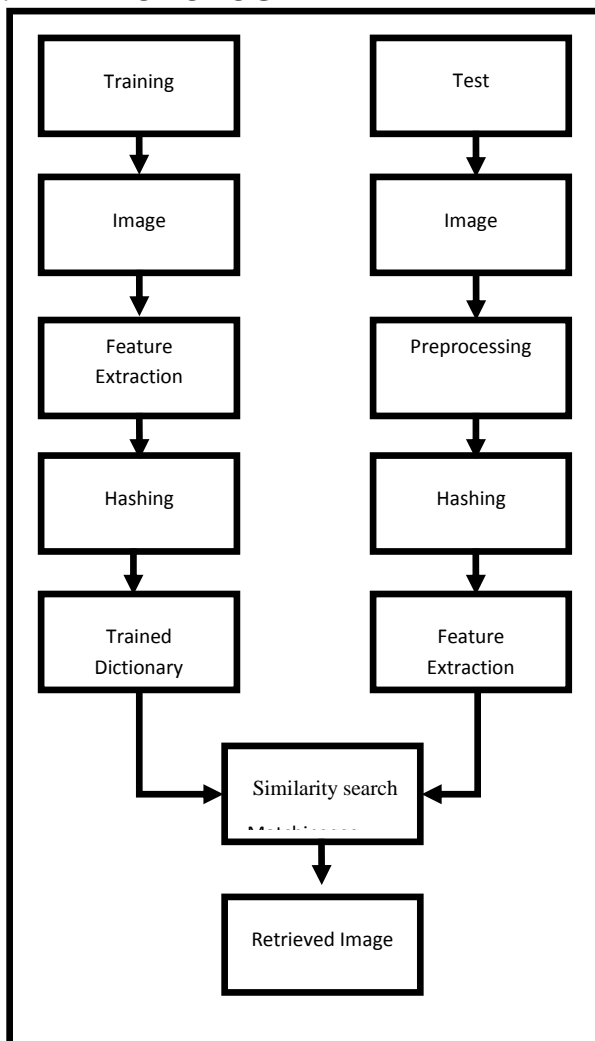 Training
Image
Feature
Extraction
Hashing
Trained
Dictionary
Test
Image
Preprocessing
Hashing
Feature
Extraction
Similarity search
Retrieved Image